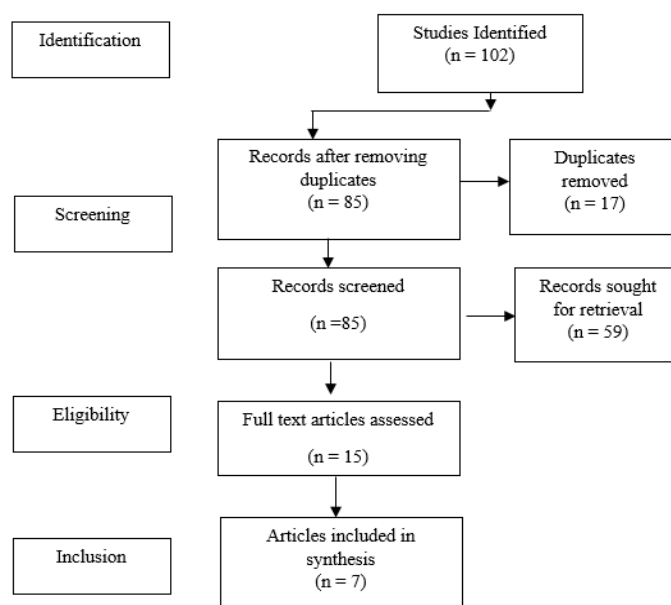 Identification
Studies Identified
(n = 102)
Records after removing
duplicates
(n = 85)
Duplicates
removed
(n = 17)
Screening
Records screened
(n =85)
Records sought
for retrieval
(n = 59)
Eligibility
Full text articles assessed
(n = 15)
Inclusion
Articles included in
synthesis
(n = 7)